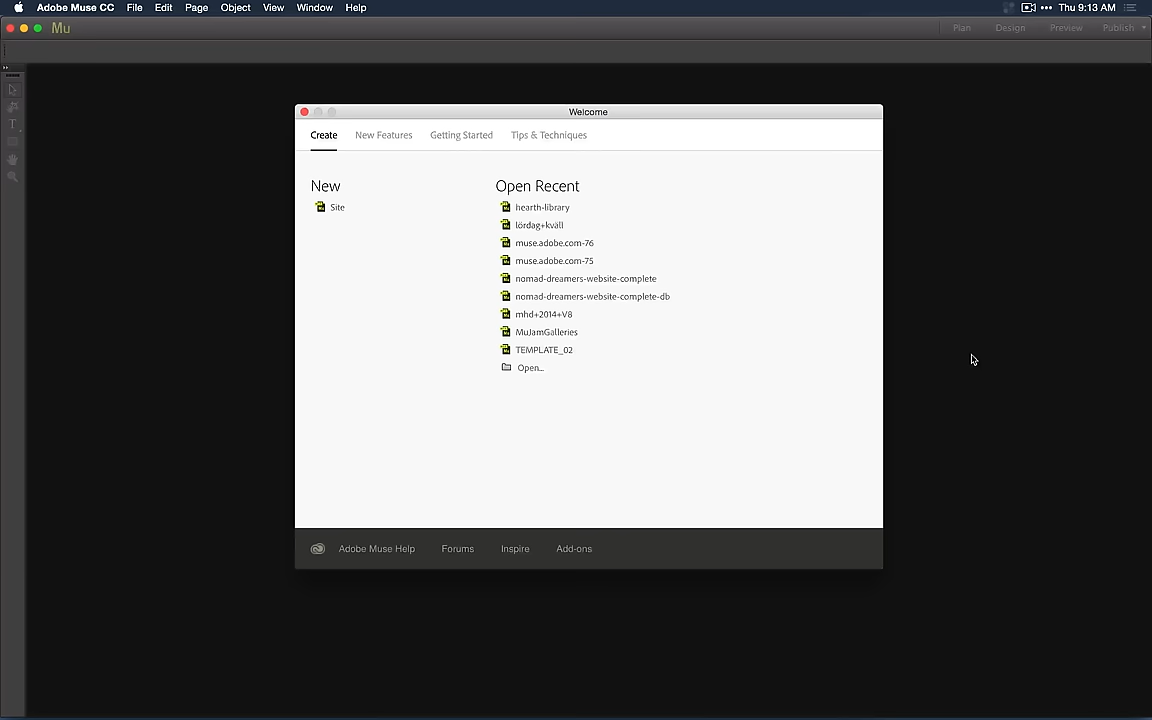 Adobe Muse CC File Edit Page Object View Window Help Thu 9:13 AM
Mu Plan Design Preview Publish
Welcome
Create New Features Getting Started Tips & Techniques
New Open Recent
Site hearth-library
lördag+kväll
muse.adobe.com-76
muse.adobe.com-75
nomad-dreamers-website-complete
nomad-dreamers-website-complete-db
mhd+2014+V8
MuJamGalleries
TEMPLATE_02
Open...
Adobe Muse Help Forums Inspire Add-ons